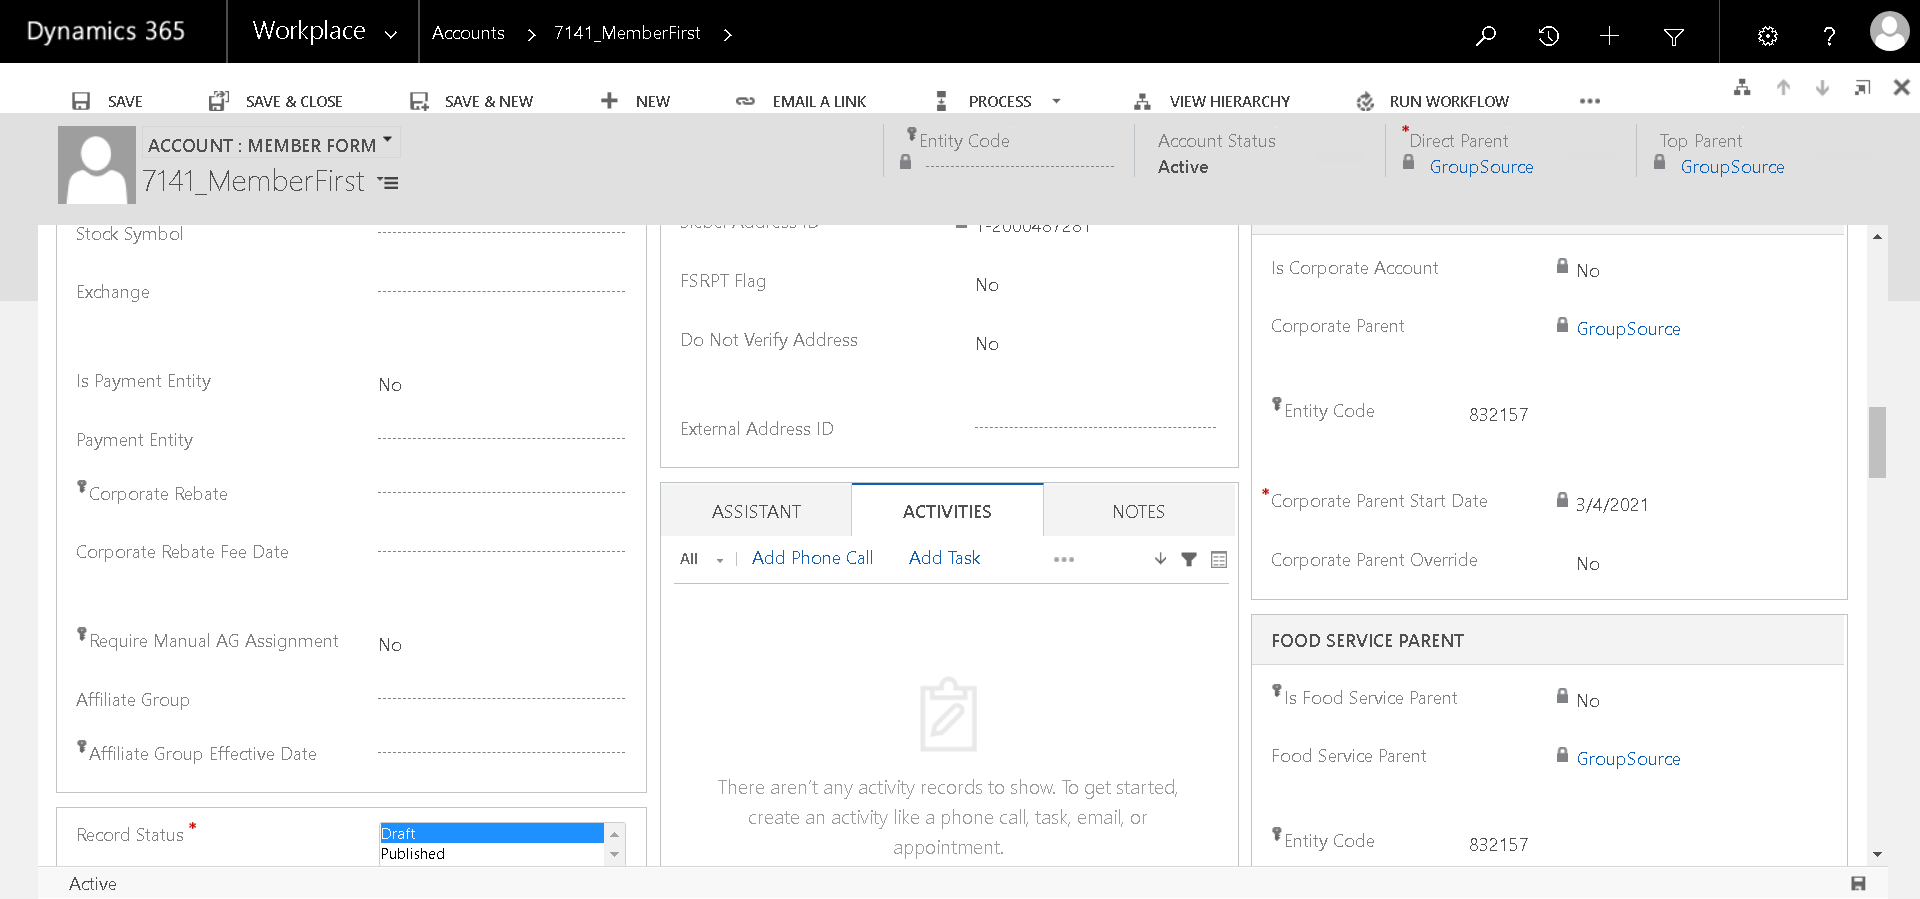 Dynamics 365
Workplace
Accounts > 7141_MemberFirst >
SAVE
SAVE & CLOSE
SAVE & NEW
NEW
EMAIL A LINK
PROCESS
VIEW HIERARCHY
RUN WORKFLOW
ACCOUNT : MEMBER FORM
7141_MemberFirst
Entity Code
Account Status
Active
*Direct Parent
GroupSource
Top Parent
GroupSource
Stock Symbol
Exchange
Is Payment Entity No
Payment Entity
Corporate Rebate
Corporate Rebate Fee Date
Require Manual AG Assignment No
Affiliate Group
Affiliate Group Effective Date
Record Status *
Draft
Published
Siebel Address ID 1-2000487281
FSRPT Flag No
Do Not Verify Address No
External Address ID
ASSISTANT
ACTIVITIES
NOTES
All
Add Phone Call
Add Task
There aren't any activity records to show. To get started,
create an activity like a phone call, task, email, or
appointment.
Is Corporate Account No
Corporate Parent GroupSource
Entity Code 832157
*Corporate Parent Start Date 3/4/2021
Corporate Parent Override No
FOOD SERVICE PARENT
Is Food Service Parent No
Food Service Parent GroupSource
Entity Code 832157
Active